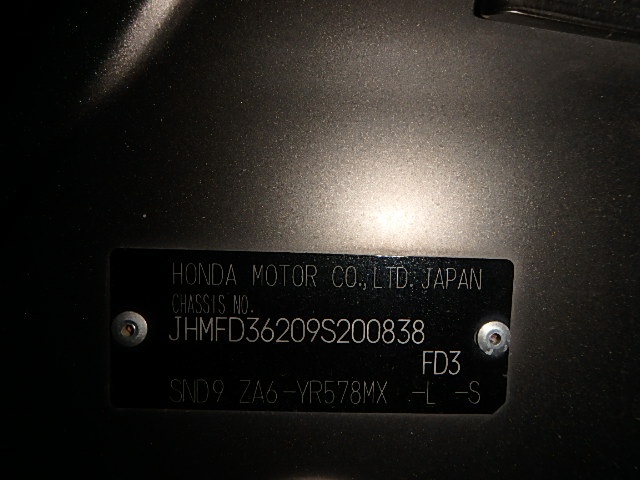 HONDA MOTOR CO.,LTD. JAPAN
CHASSIS NO.
JHMFD36209S200838
FD3
SND9 ZA6-YR578MX -L -S